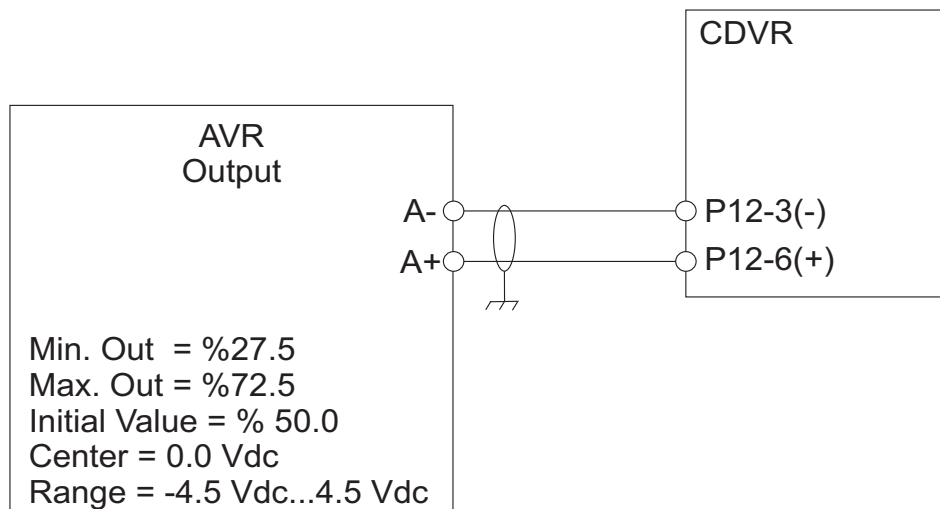 CDVR
AVR
Output
A-
P12-3(-)
A+
P12-6(+)
Min. Out  = %27.5
Max. Out = %72.5
Initial Value = % 50.0
Center = 0.0 Vdc
Range = -4.5 Vdc...4.5 Vdc